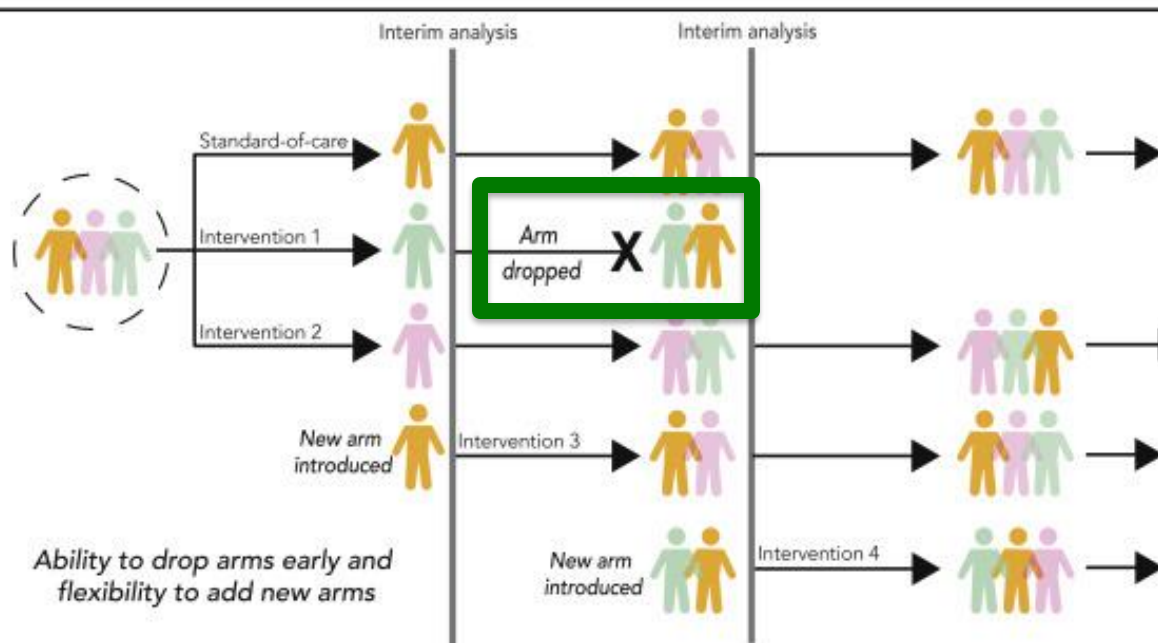 Interim analysis
Interim analysis
Standard-of-care
Intervention 1
Arm
dropped
X
Intervention 2
New arm
introduced
Intervention 3
New arm
introduced
Intervention 4
Ability to drop arms early and
flexibility to add new arms